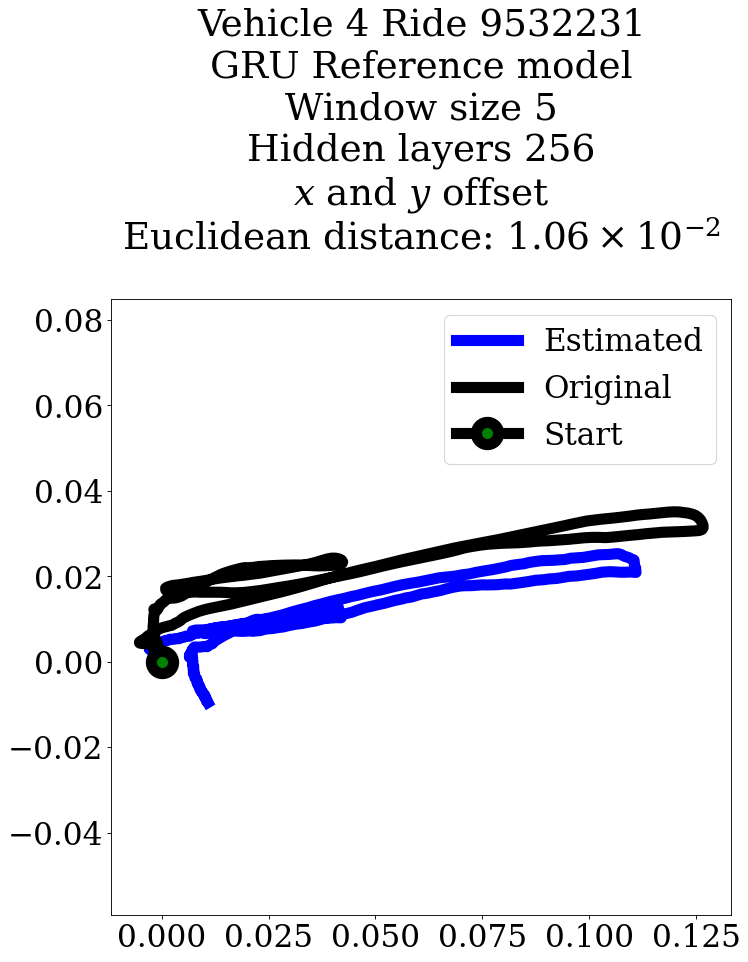 Vehicle 4 Ride 9532231
GRU Reference model
Window size 5
Hidden layers 256
x and y offset
Euclidean distance: 1.06 × 10⁻²
Estimated
Original
Start
0.08
0.06
0.04
0.02
0.00
−0.02
−0.04
0.000 0.025 0.050 0.075 0.100 0.125